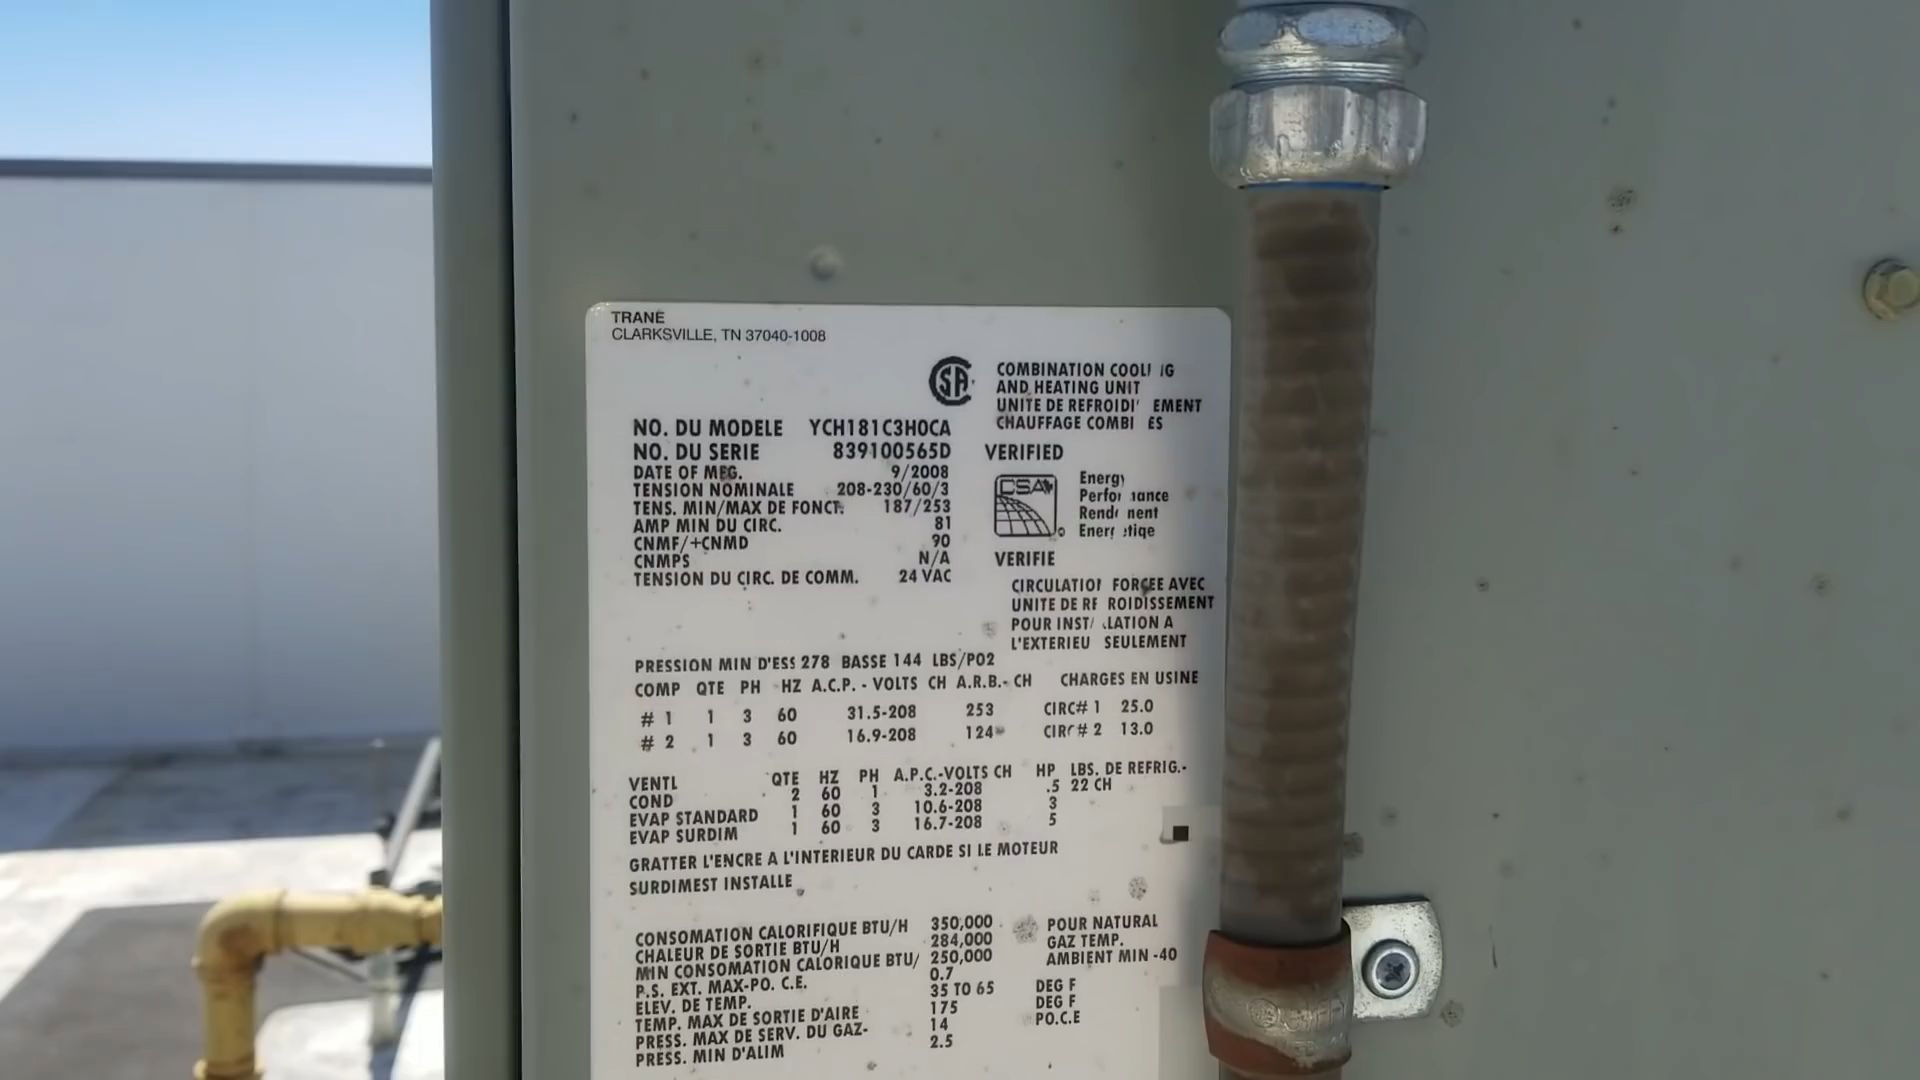 TRANE
CLARKSVILLE, TN 37040-1008
COMBINATION COOLI IG
AND HEATING UNIT
UNITE DE REFROIDI EMENT
CHAUFFAGE COMBI ES
NO. DU MODELE YCH181C3H0CA
NO. DU SERIE 839100565D
VERIFIED
DATE OF MFG. 9/2008
TENSION NOMINALE 208-230/60/3
TENS. MIN/MAX DE FONCT. 187/253
AMP MIN DU CIRC. 81
CNMF/+CNMD 90
CNMPS N/A
TENSION DU CIRC. DE COMM. 24 VAC
CSA
Energy
Perfor nance
Rende nent
Energ étiqe
VERIFIE
CIRCULATION FORCEE AVEC
UNITE DE RE ROIDISSEMENT
POUR INST LATION A
L'EXTERIEU SEULEMENT
PRESSION MIN D'ESS 278 BASSE 144 LBS/PO2
COMP QTE PH HZ A.C.P. - VOLTS CH A.R.B.- CH CHARGES EN USINE
# 1 1 3 60 31.5-208 253 CIRC# 1 25.0
# 2 1 3 60 16.9-208 124 CIRC# 2 13.0
VENTL QTE HZ PH A.P.C.-VOLTS CH HP LBS. DE REFRIG.-
COND 2 60 1 3.2-208 .5 22 CH
EVAP STANDARD 1 60 3 10.6-208 3
EVAP SURDIM 1 60 3 16.7-208 5
GRATTER L'ENCRE A L'INTERIEUR DU CARDE SI LE MOTEUR
SURDIMEST INSTALLE
CONSOMATION CALORIFIQUE BTU/H 350,000 POUR NATURAL
CHALEUR DE SORTIE BTU/H 284,000 GAZ TEMP.
MIN CONSOMATION CALORIQUE BTU/ 250,000 AMBIENT MIN -40
P.S. EXT. MAX-PO. C.E. 0.7
ELEV. DE TEMP. 35 TO 65 DEG F
TEMP. MAX DE SORTIE D'AIRE 175 DEG F
PRESS. MAX DE SERV. DU GAZ- 14 PO.C.E
PRESS. MIN D'ALIM 2.5